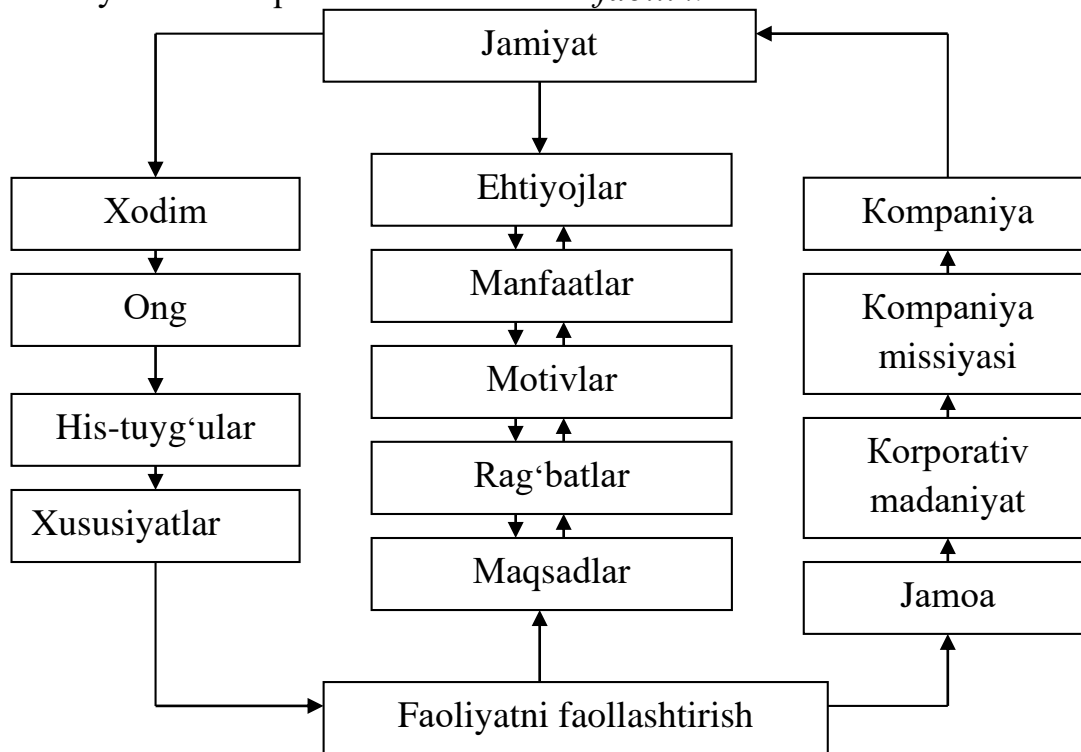 Jamiyat
Xodim
Ong
His-tuyg‘ular
Xususiyatlar
Ehtiyojlar
Manfaatlar
Motivlar
Rag‘batlar
Maqsadlar
Kompaniya
Kompaniya
missiyasi
Korporativ
madaniyat
Jamoa
Faoliyatni faollashtirish